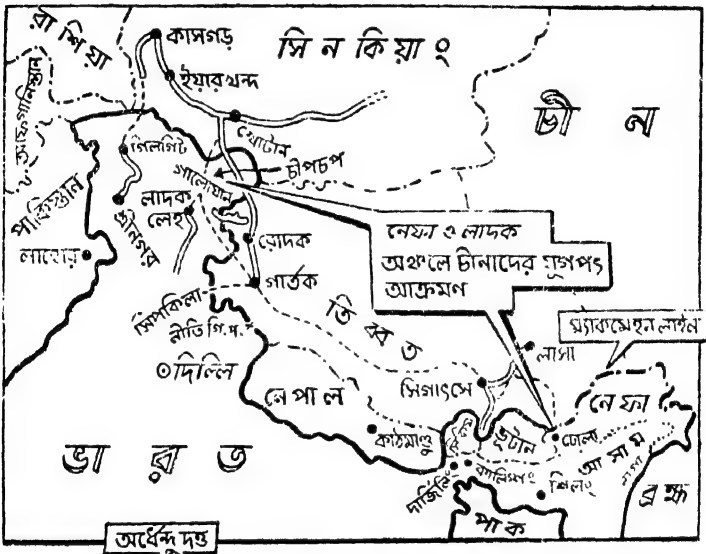 রাশিয়া
কাসগড়
সিনকিয়াং
ইয়ারখন্দ
আফগানিস্তান
খোটান
চীন
গিলগিট
চীপচপ
গালোয়ান
পাকিস্তান
লাদক
লেহ
শ্রীনগর
নেফা ও লাদক
অঞ্চলে চীনাদের যুগপৎ
আক্রমণ
রোদক
লাহোর
গার্তক
সিপকিলা
নীতি গি.প.
তিব্বত
ম্যাকমেহন লাইন
লাসা
দিল্লি
সিগাৎসে
নেপাল
নেফা
কাঠমাণ্ডু
ভূটান
ঢোলা
আসাম
ভারত
দার্জিলিং
কালিম্পং
শিলং
ব্রহ্ম
পাক
অর্ধেন্দু দত্ত